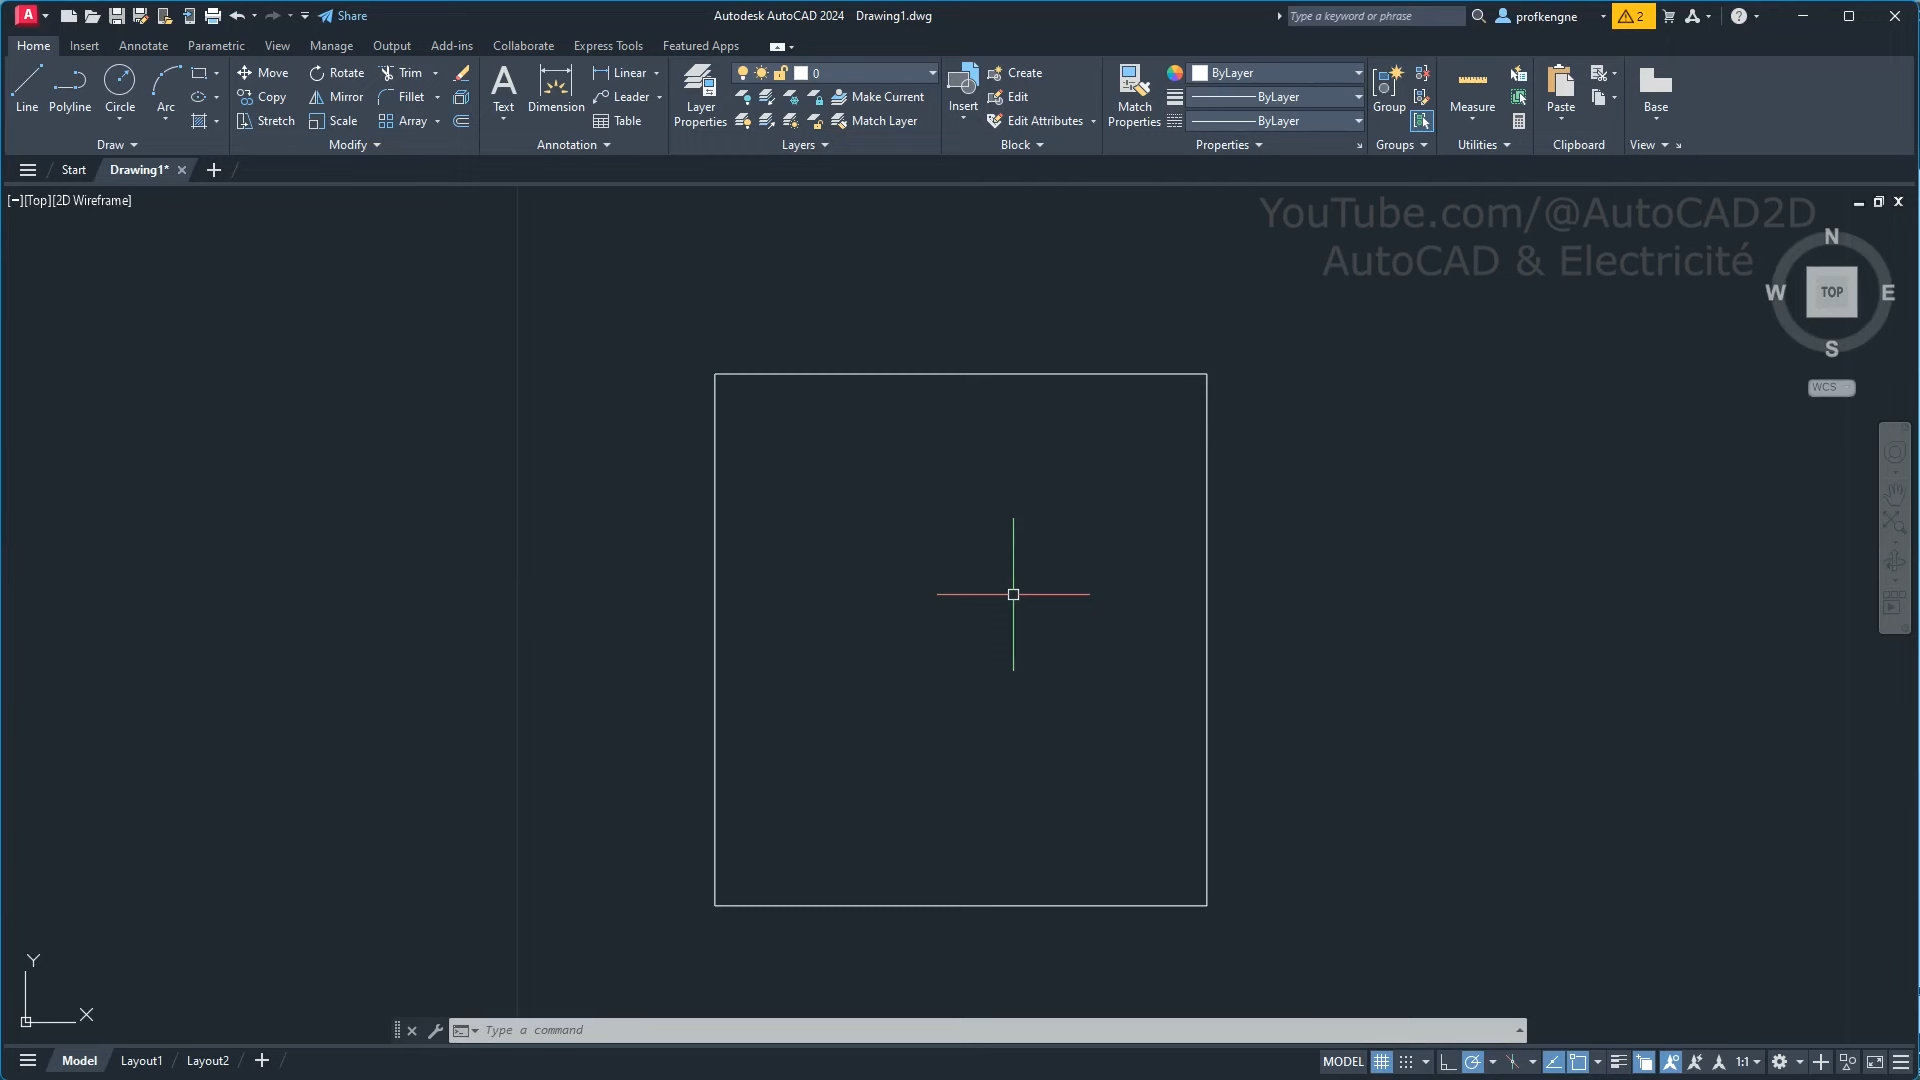 A Share Autodesk AutoCAD 2024 Drawing1.dwg Type a keyword or phrase profkengne 2
Home Insert Annotate Parametric View Manage Output Add-ins Collaborate Express Tools Featured Apps
Line Polyline Circle Arc
Draw
Move Rotate Trim
Copy Mirror Fillet
Stretch Scale Array
Modify
Text Dimension
Linear
Leader
Table
Annotation
Layer Properties
0
Make Current
Match Layer
Layers
Insert
Create
Edit
Edit Attributes
Block
Match Properties
ByLayer
ByLayer
ByLayer
Properties
Group
Groups
Measure
Utilities
Paste
Clipboard
Base
View
Start Drawing1*
[−][Top][2D Wireframe]
YouTube.com/@AutoCAD2D
AutoCAD & Electricité
N
W TOP E
S
WCS
Y
X
Type a command
Model Layout1 Layout2 MODEL 1:1